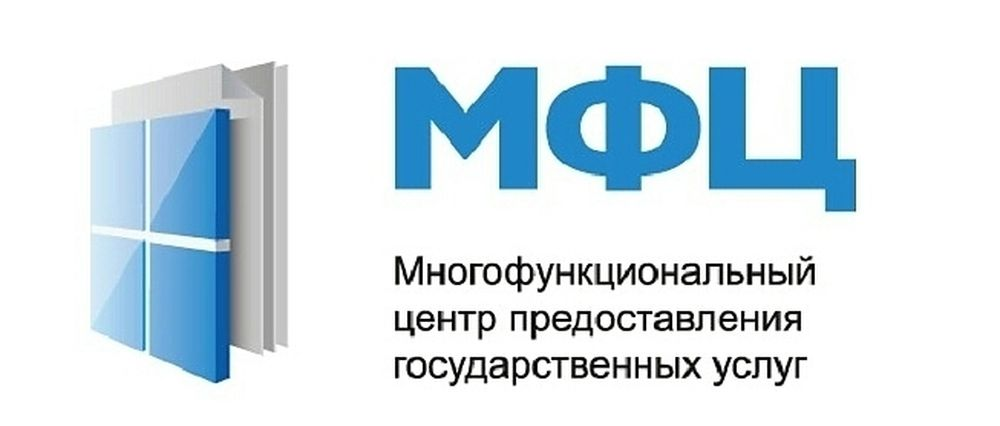 МФЦ
Многофункциональный
центр предоставления
государственных услуг